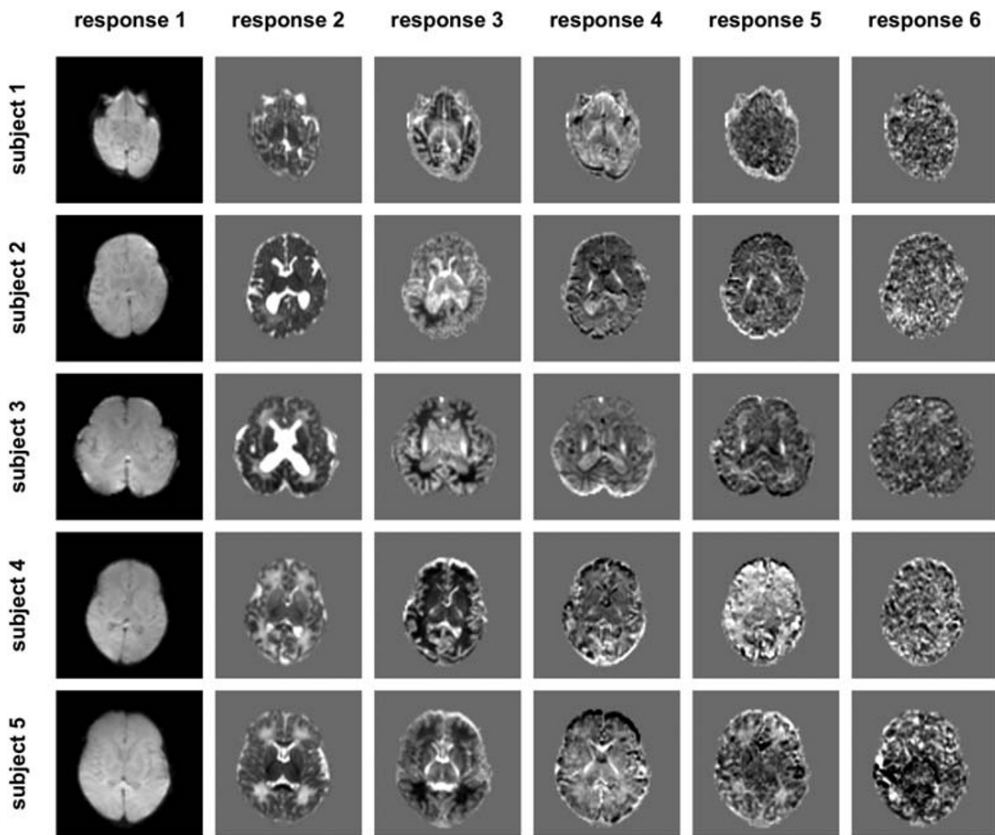 response 1 response 2 response 3 response 4 response 5 response 6
subject 1
subject 2
subject 3
subject 4
subject 5